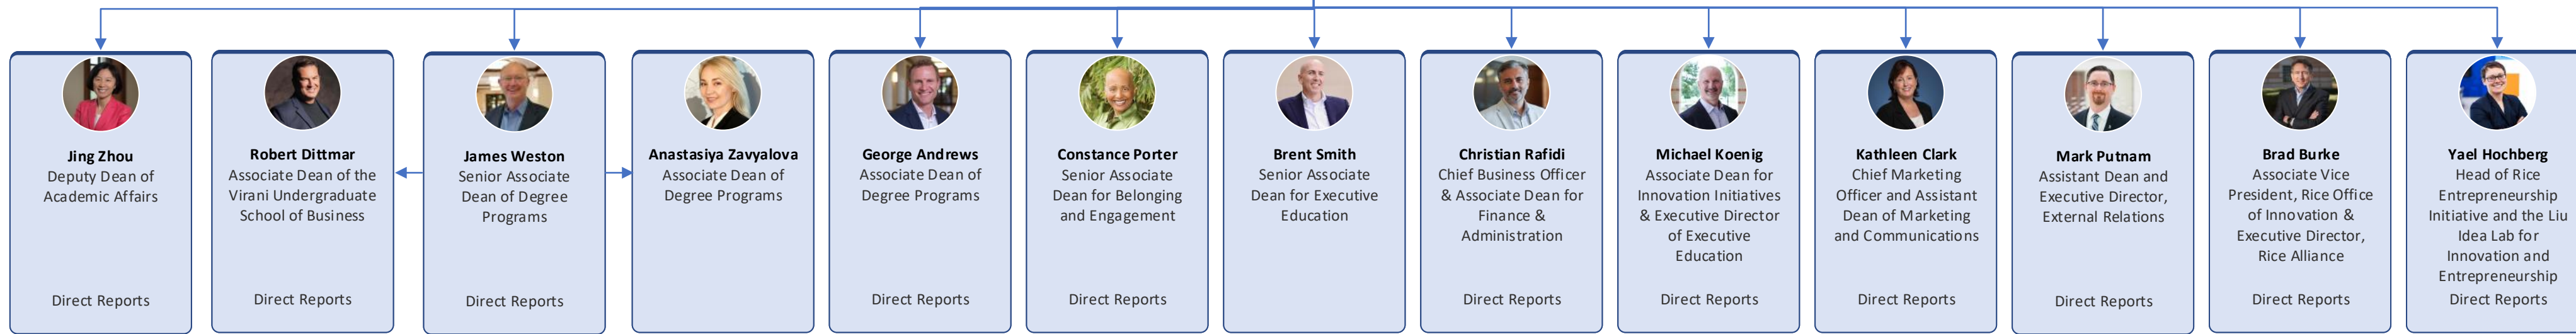 Jing Zhou
Deputy Dean of
Academic Affairs
Direct Reports
Robert Dittmar
Associate Dean of the
Virani Undergraduate
School of Business
Direct Reports
James Weston
Senior Associate
Dean of Degree
Programs
Direct Reports
Anastasiya Zavyalova
Associate Dean of
Degree Programs
George Andrews
Associate Dean of
Degree Programs
Direct Reports
Constance Porter
Senior Associate
Dean for Belonging
and Engagement
Direct Reports
Brent Smith
Senior Associate
Dean for Executive
Education
Christian Rafidi
Chief Business Officer
& Associate Dean for
Finance &
Administration
Direct Reports
Michael Koenig
Associate Dean for
Innovation Initiatives
& Executive Director
of Executive
Education
Direct Reports
Kathleen Clark
Chief Marketing
Officer and Assistant
Dean of Marketing
and Communications
Direct Reports
Mark Putnam
Assistant Dean and
Executive Director,
External Relations
Direct Reports
Brad Burke
Associate Vice
President, Rice Office
of Innovation &
Executive Director,
Rice Alliance
Direct Reports
Yael Hochberg
Head of Rice
Entrepreneurship
Initiative and the Liu
Idea Lab for
Innovation and
Entrepreneurship
Direct Reports